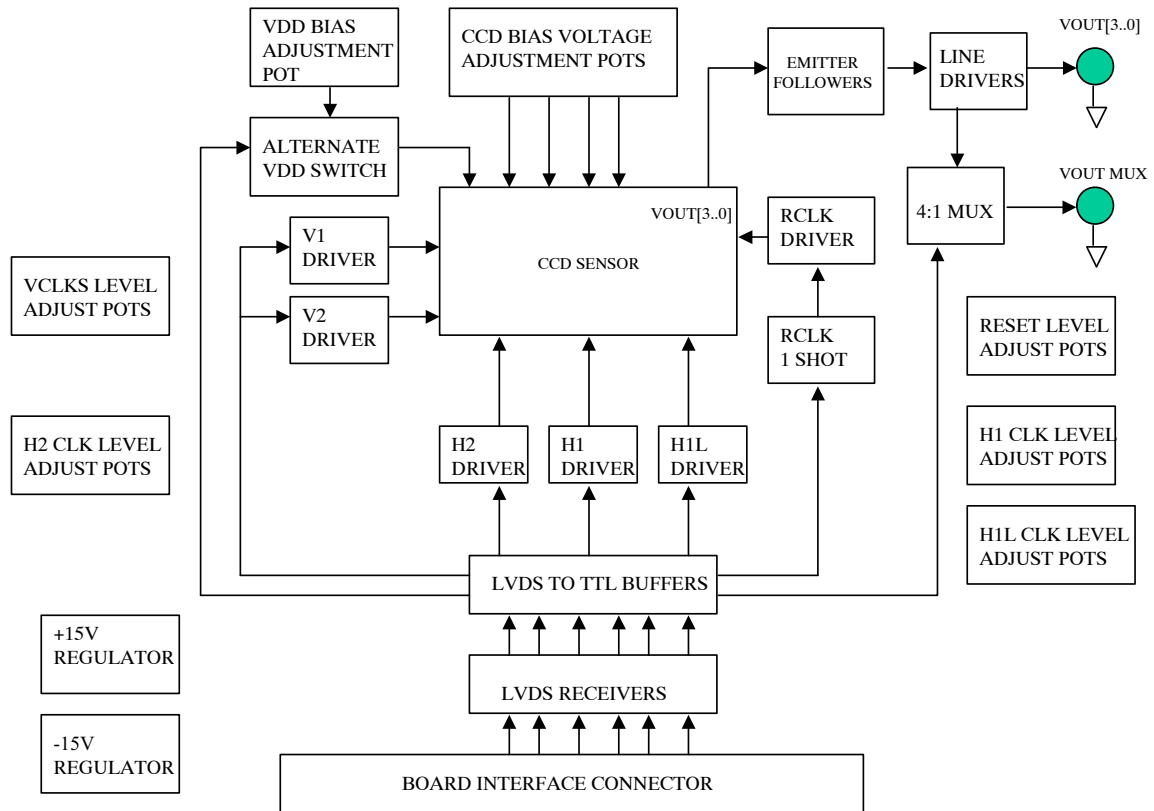 VDD BIAS
ADJUSTMENT
POT
CCD BIAS VOLTAGE
ADJUSTMENT POTS
EMITTER
FOLLOWERS
LINE
DRIVERS
VOUT[3..0]
ALTERNATE
VDD SWITCH
VOUT MUX
4:1 MUX
VOUT[3..0]
CCD SENSOR
RCLK
DRIVER
V1
DRIVER
V2
DRIVER
VCLKS LEVEL
ADJUST POTS
RCLK
1 SHOT
RESET LEVEL
ADJUST POTS
H2 CLK LEVEL
ADJUST POTS
H2
DRIVER
H1
DRIVER
H1L
DRIVER
H1 CLK LEVEL
ADJUST POTS
H1L CLK LEVEL
ADJUST POTS
LVDS TO TTL BUFFERS
+15V
REGULATOR
LVDS RECEIVERS
-15V
REGULATOR
BOARD INTERFACE CONNECTOR